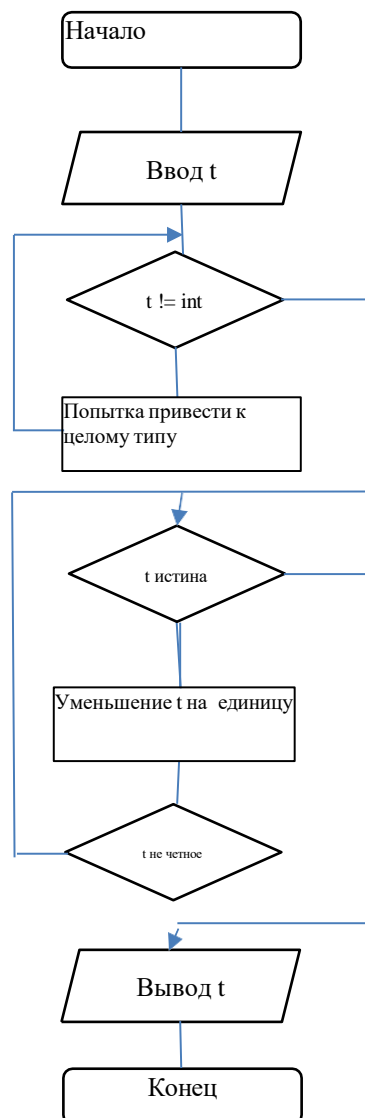 Начало
Ввод t
t != int
Попытка привести к
целому типу
t истина
Уменьшение t на единицу
t не четное
Вывод t
Конец